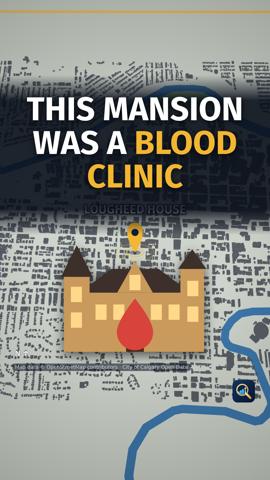 THIS MANSION
WAS A BLOOD
CLINIC
LOUGHEED HOUSE
Map data © OpenStreetMap contributors · City of Calgary Open Data